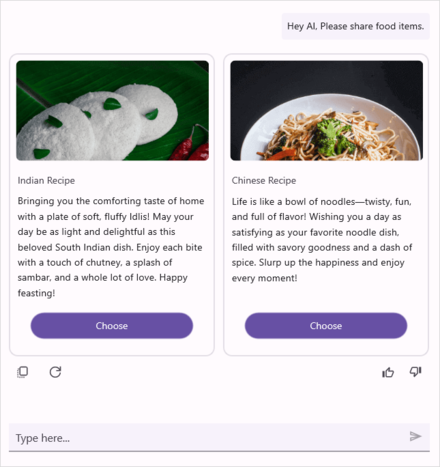 Hey AI, Please share food items.
Indian Recipe
Bringing you the comforting taste of home
with a plate of soft, fluffy Idlis! May your
day be as light and delightful as this
beloved South Indian dish. Enjoy each bite
with a touch of chutney, a splash of
sambar, and a whole lot of love. Happy
feasting!
Choose
Chinese Recipe
Life is like a bowl of noodles—twisty, fun,
and full of flavor! Wishing you a day as
satisfying as your favorite noodle dish,
filled with savory goodness and a dash of
spice. Slurp up the happiness and enjoy
every moment!
Choose
Type here...